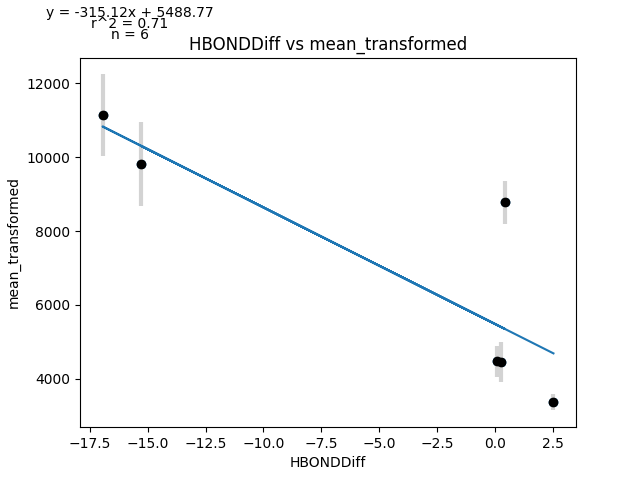 y = -315.12x + 5488.77
r^2 = 0.71
n = 6
HBONDDiff vs mean_transformed
12000
10000
8000
6000
4000
mean_transformed
−17.5 −15.0 −12.5 −10.0 −7.5 −5.0 −2.5 0.0 2.5
HBONDDiff